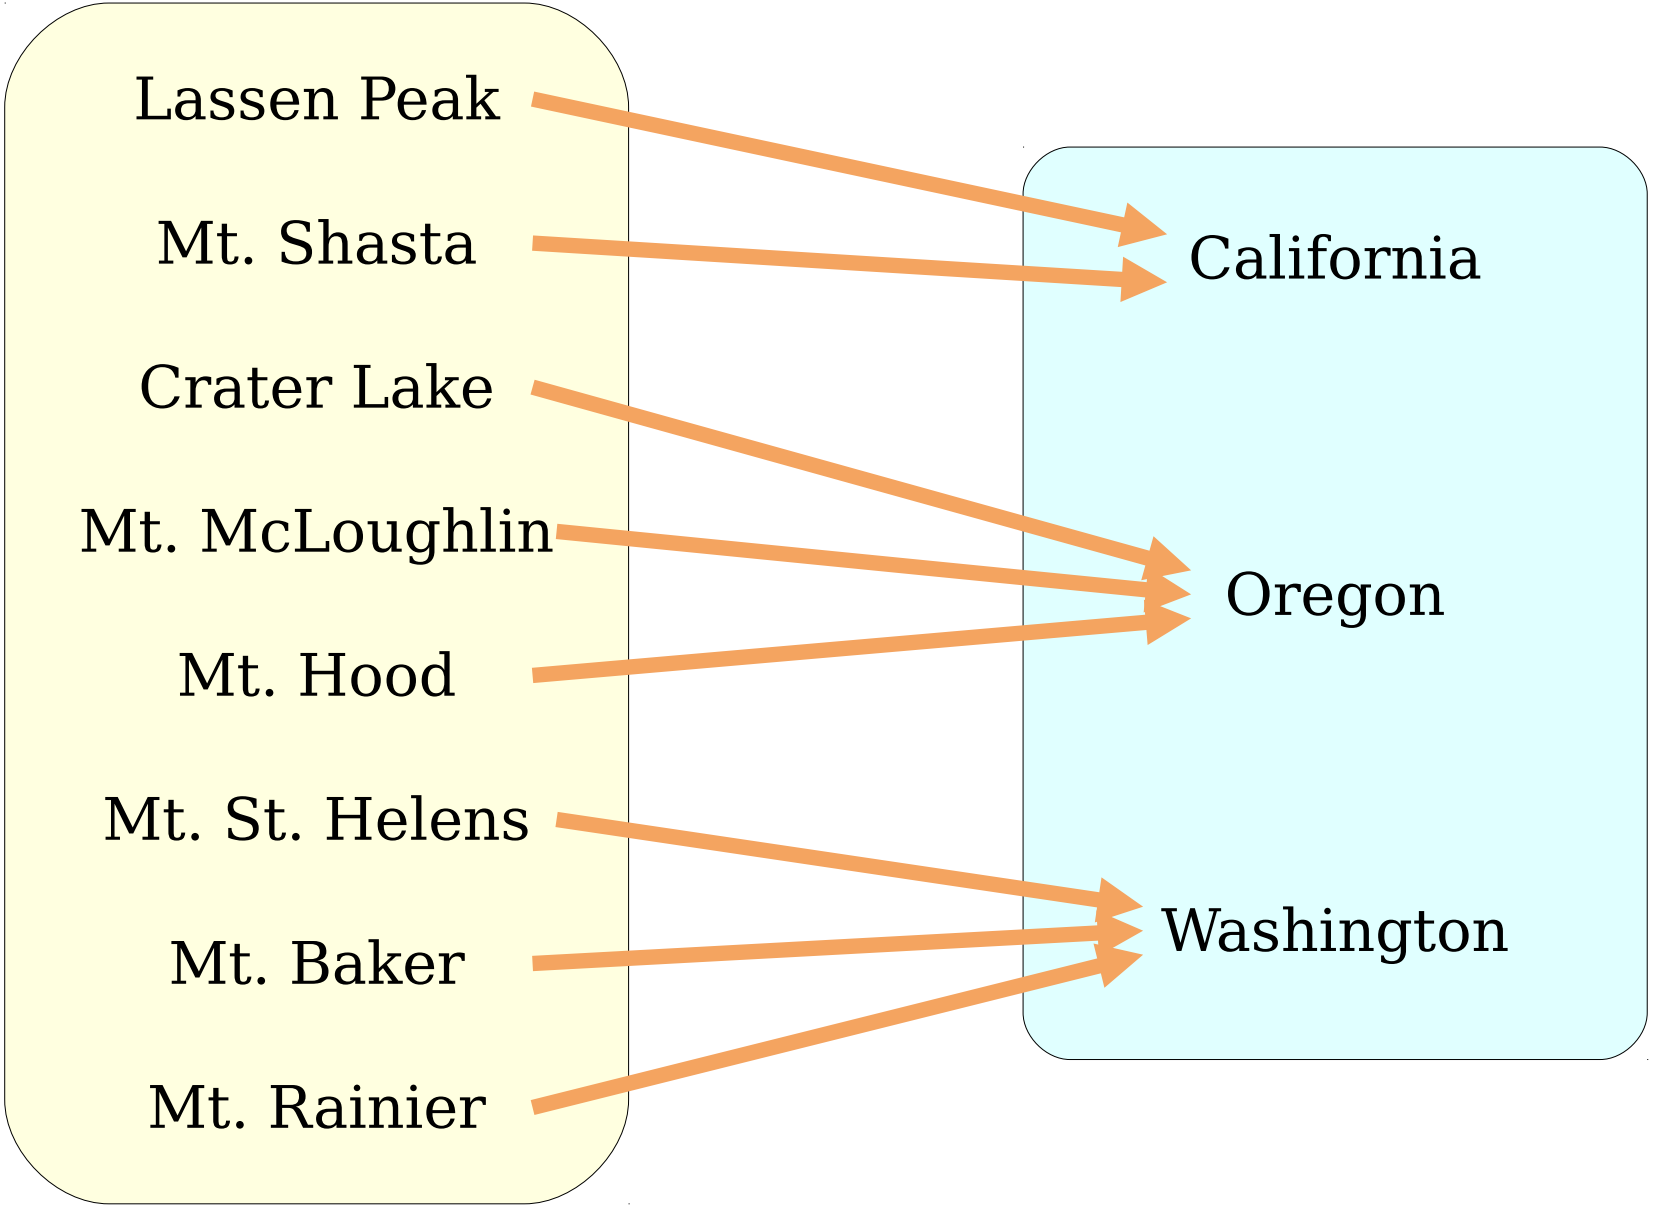 Lassen Peak
Mt. Shasta
Crater Lake
Mt. McLoughlin
Mt. Hood
Mt. St. Helens
Mt. Baker
Mt. Rainier
California
Oregon
Washington